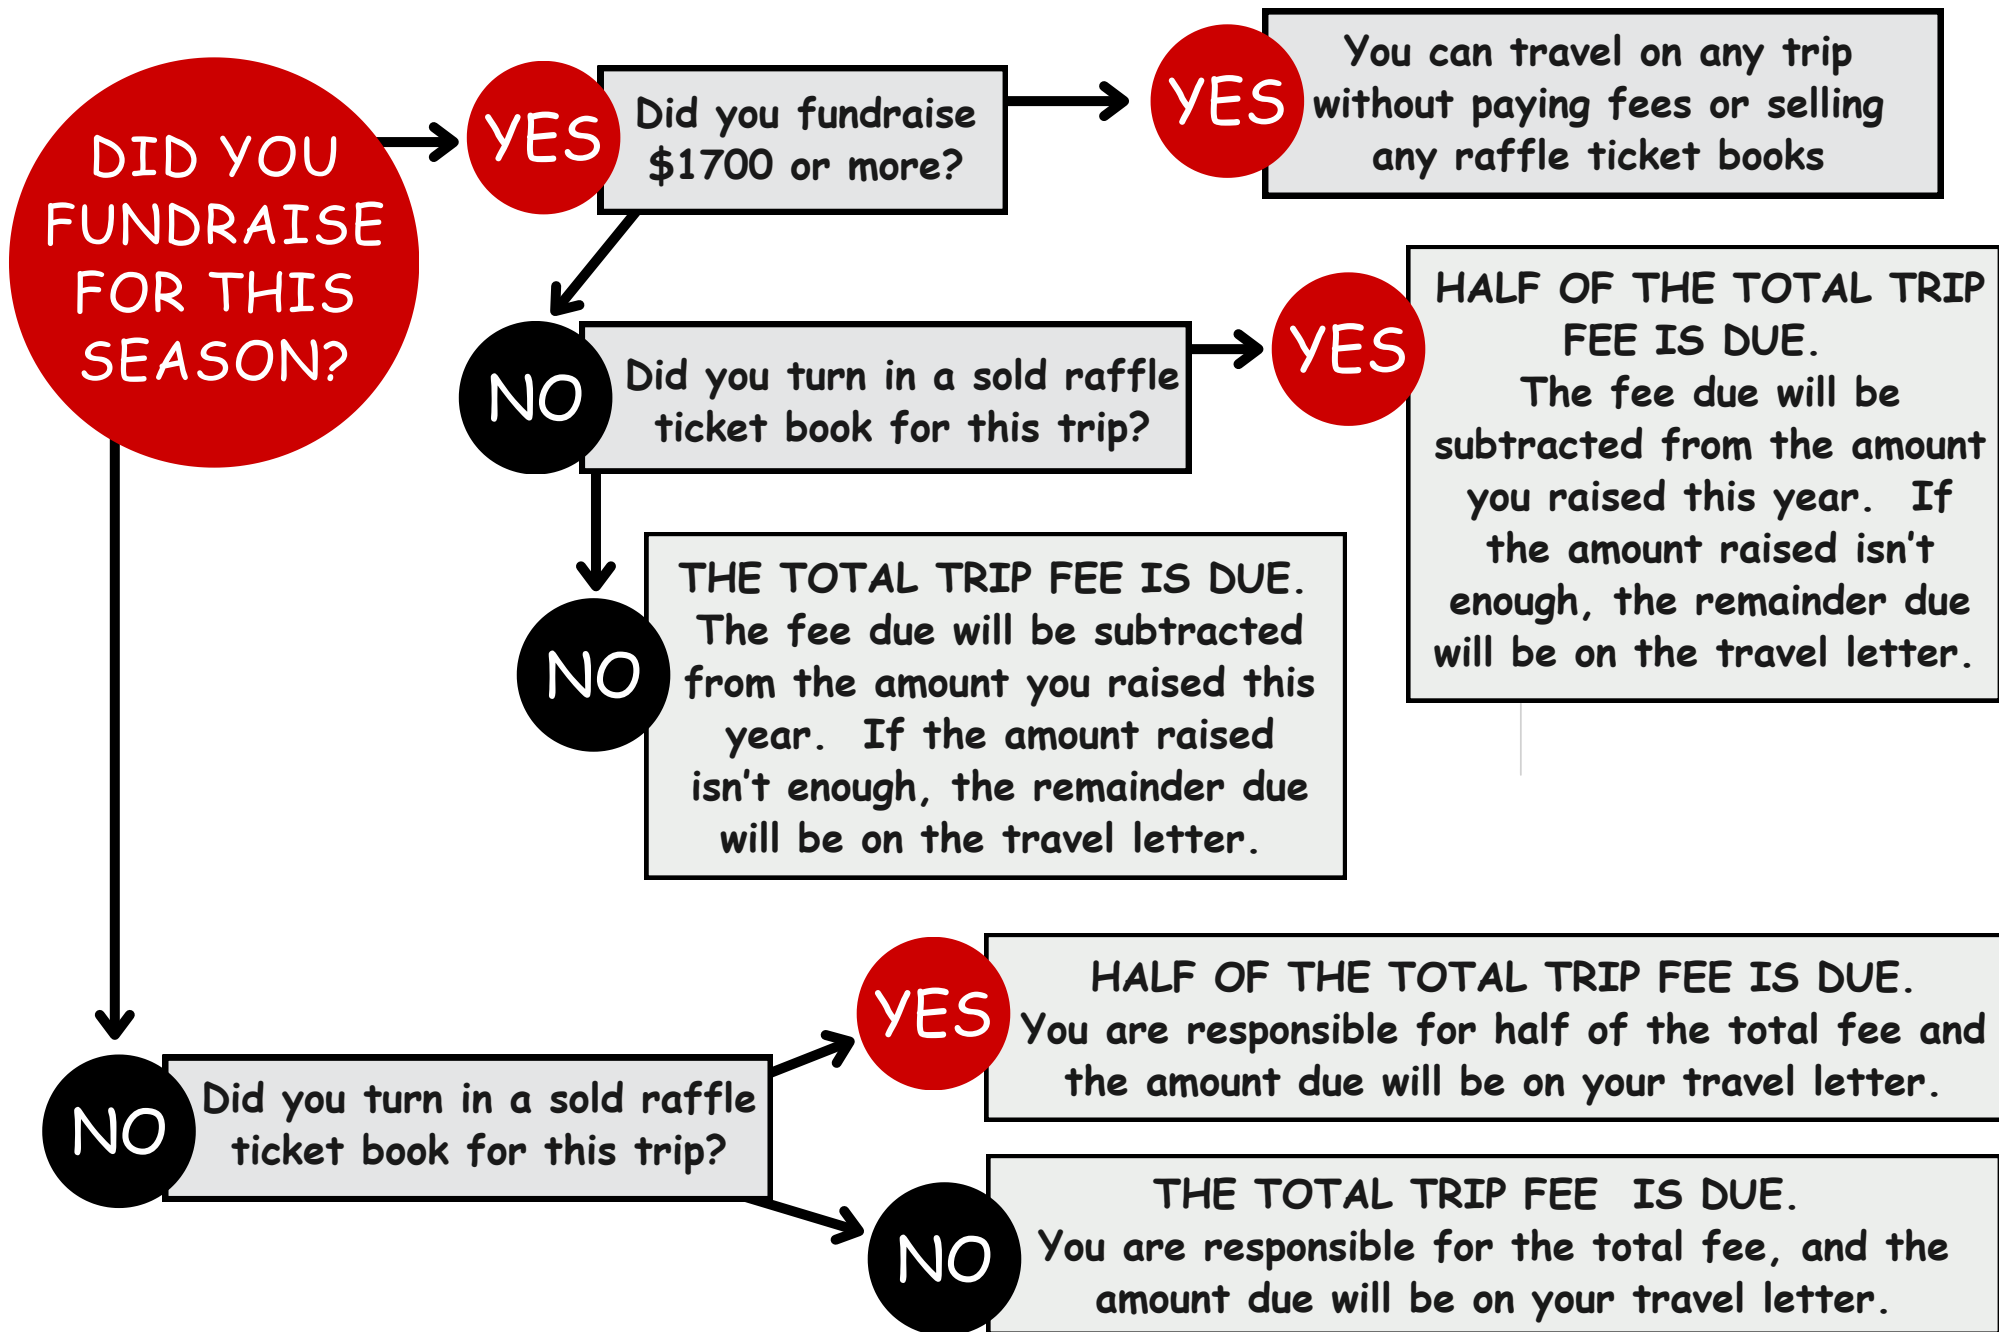 DID YOU
FUNDRAISE
FOR THIS
SEASON?
YES
Did you fundraise
$1700 or more?
YES
You can travel on any trip
without paying fees or selling
any raffle ticket books
NO
Did you turn in a sold raffle
ticket book for this trip?
YES
HALF OF THE TOTAL TRIP
FEE IS DUE.
The fee due will be
subtracted from the amount
you raised this year. If
the amount raised isn't
enough, the remainder due
will be on the travel letter.
NO
THE TOTAL TRIP FEE IS DUE.
The fee due will be subtracted
from the amount you raised this
year. If the amount raised
isn't enough, the remainder due
will be on the travel letter.
NO
Did you turn in a sold raffle
ticket book for this trip?
YES
HALF OF THE TOTAL TRIP FEE IS DUE.
You are responsible for half of the total fee and
the amount due will be on your travel letter.
NO
THE TOTAL TRIP FEE IS DUE.
You are responsible for the total fee, and the
amount due will be on your travel letter.